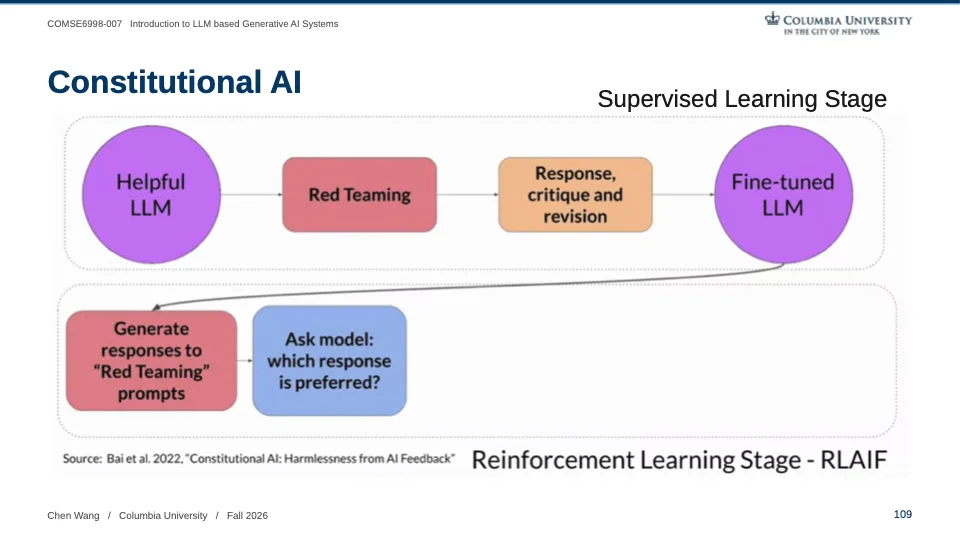 COMSE6998-007 Introduction to LLM based Generative AI Systems
COLUMBIA UNIVERSITY
IN THE CITY OF NEW YORK
Constitutional AI
Supervised Learning Stage
Helpful
LLM
Red Teaming
Response,
critique and
revision
Fine-tuned
LLM
Generate
responses to
“Red Teaming”
prompts
Ask model:
which response
is preferred?
Source: Bai et al. 2022, "Constitutional AI: Harmlessness from AI Feedback"
Reinforcement Learning Stage - RLAIF
Chen Wang / Columbia University / Fall 2026
109